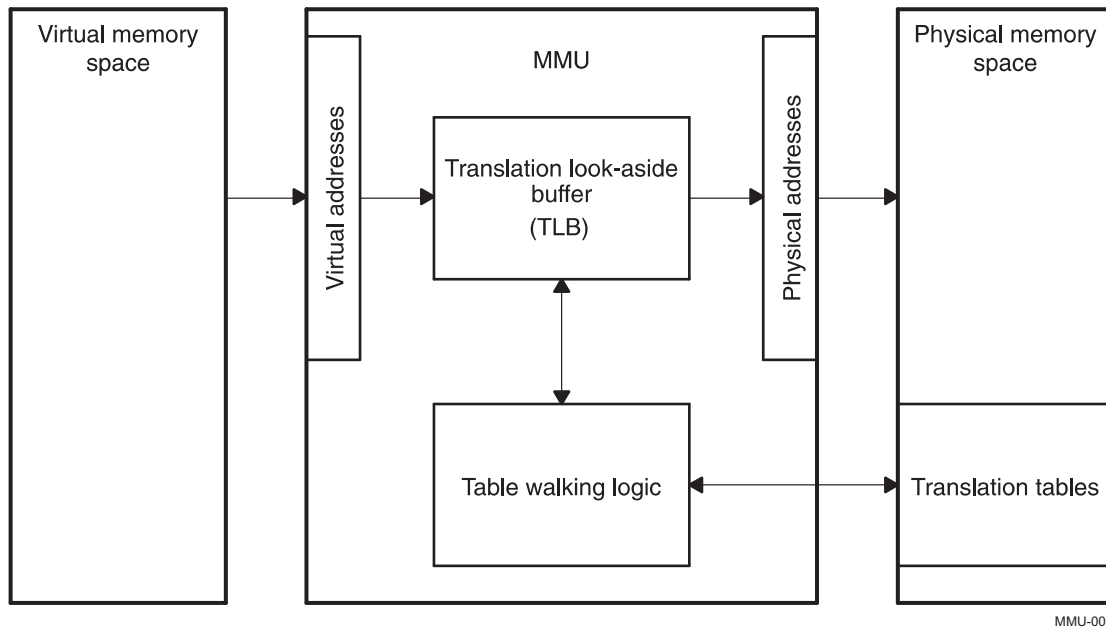 Virtual memory
space
MMU
Physical memory
space
Virtual addresses
Translation look-aside
buffer
(TLB)
Physical addresses
Table walking logic
Translation tables
MMU-00